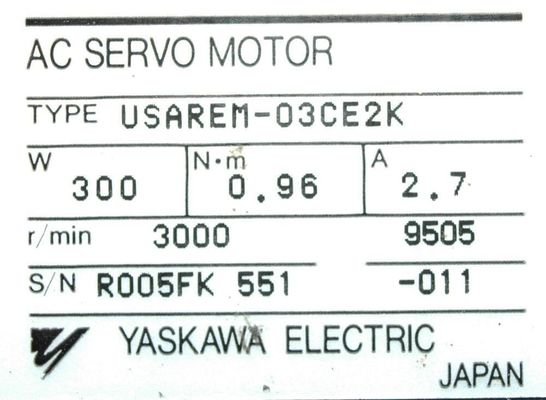 AC SERVO MOTOR
TYPE USAREM-03CE2K
W 300 N·m 0.96 A 2.7
r/min 3000 9505
S/N R005FK 551 -011
YASKAWA ELECTRIC
JAPAN